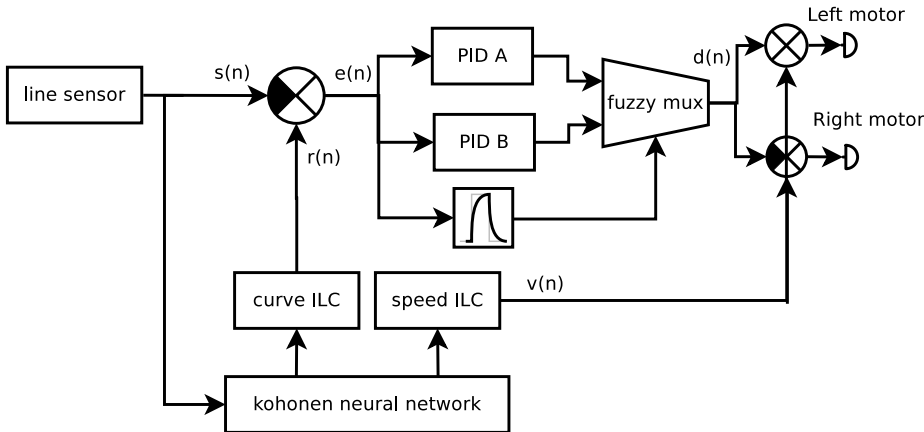 Left motor
PID A
s(n)
e(n)
d(n)
line sensor
fuzzy mux
Right motor
PID B
r(n)
v(n)
curve ILC
speed ILC
kohonen neural network